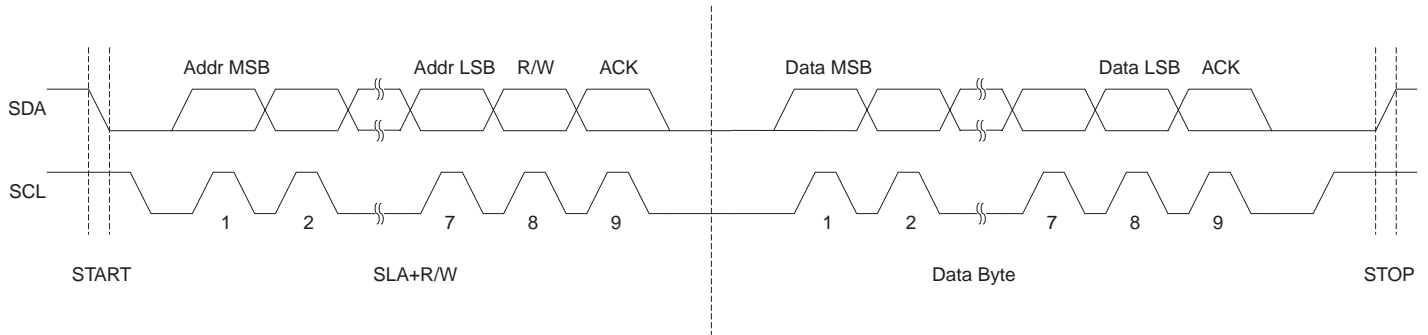 Addr MSB Addr LSB R/W ACK Data MSB Data LSB ACK
SDA
SCL
1 2 7 8 9 1 2 7 8 9
START SLA+R/W Data Byte STOP